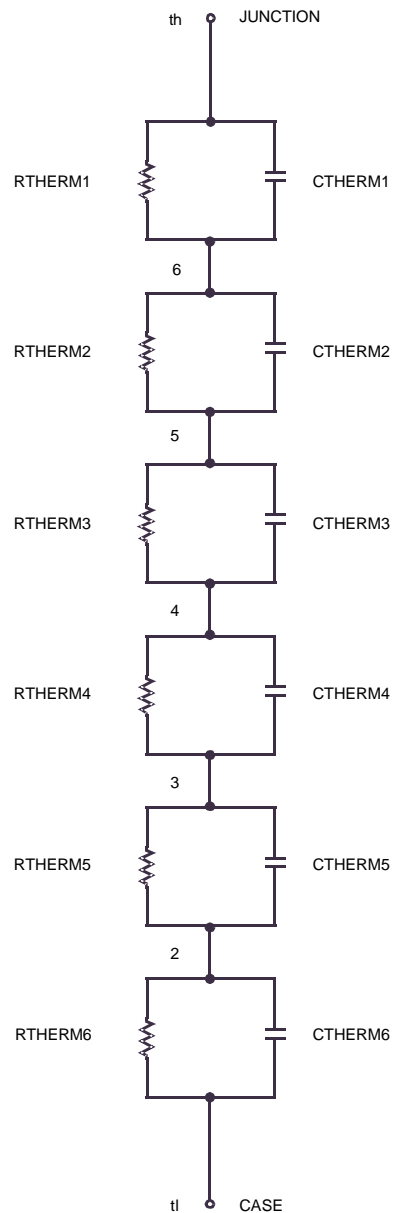 th JUNCTION
RTHERM1 CTHERM1
6
RTHERM2 CTHERM2
5
RTHERM3 CTHERM3
4
RTHERM4 CTHERM4
3
RTHERM5 CTHERM5
2
RTHERM6 CTHERM6
tl CASE